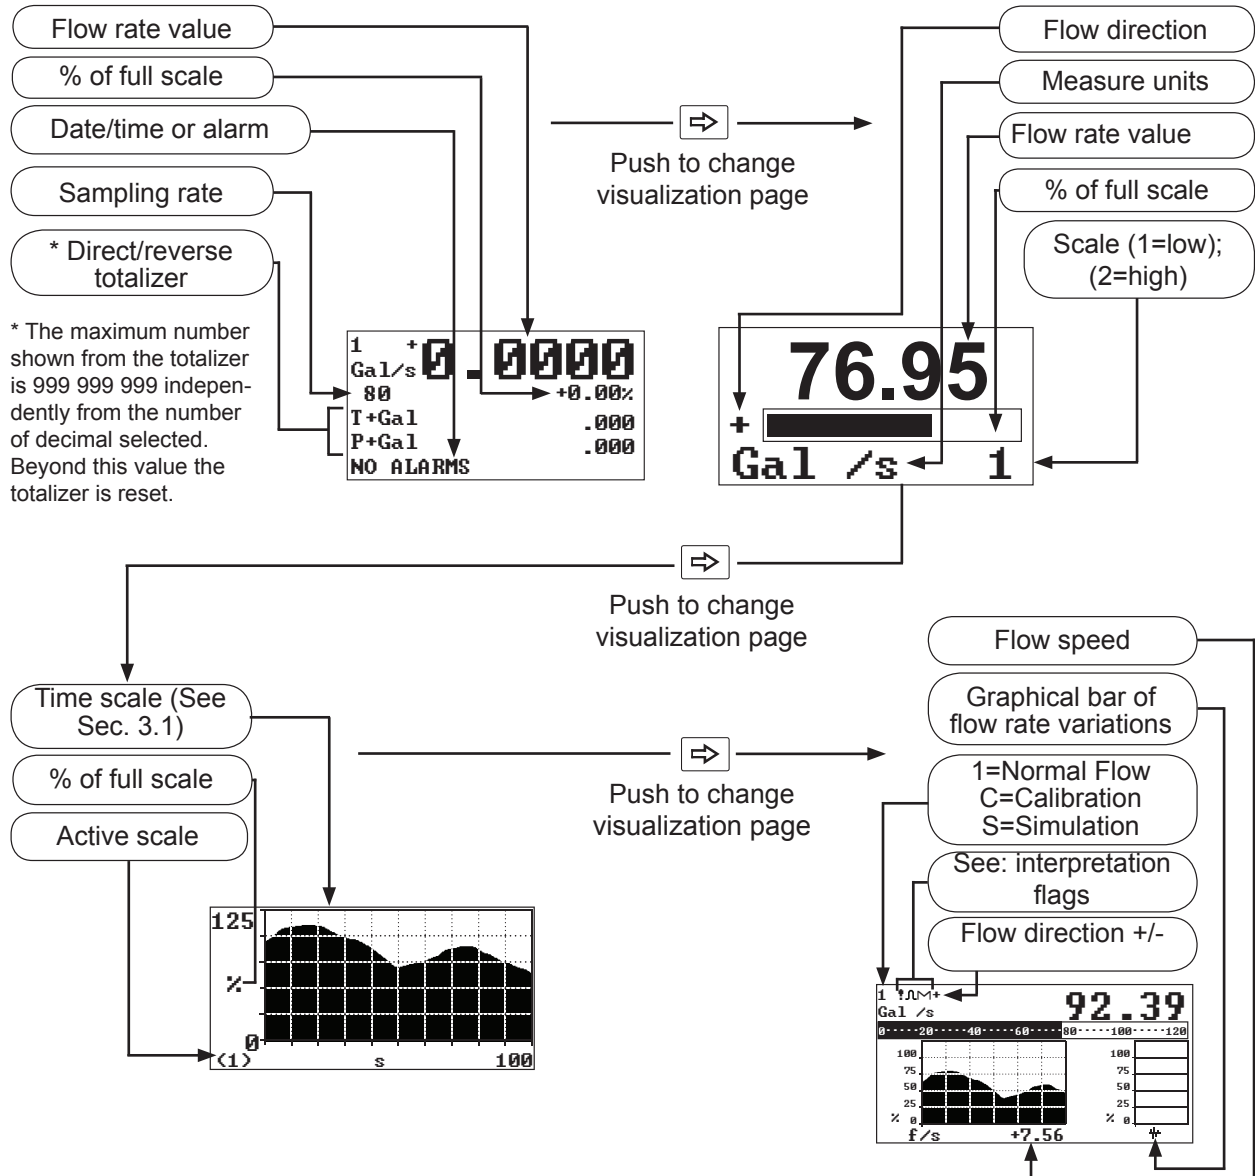 Flow rate value
% of full scale
Date/time or alarm
Sampling rate
* Direct/reverse
totalizer
* The maximum number
shown from the totalizer
is 999 999 999 indepen-
dently from the number
of decimal selected.
Beyond this value the
totalizer is reset.
1 + 0.0000
Gal/s
80 +0.00%
T+Gal .000
P+Gal .000
NO ALARMS
Push to change
visualization page
Flow direction
Measure units
Flow rate value
% of full scale
Scale (1=low);
(2=high)
76.95
+
Gal /s 1
Push to change
visualization page
Time scale (See
Sec. 3.1)
% of full scale
Active scale
125
%
0
(1) s 100
Push to change
visualization page
Flow speed
Graphical bar of
flow rate variations
1=Normal Flow
C=Calibration
S=Simulation
See: interpretation
flags
Flow direction +/-
1 ! M+ 92.39
Gal /s
0 20 40 60 80 100 120
100 100
75 75
50 50
25 25
% 0 % 0
f/s +7.56